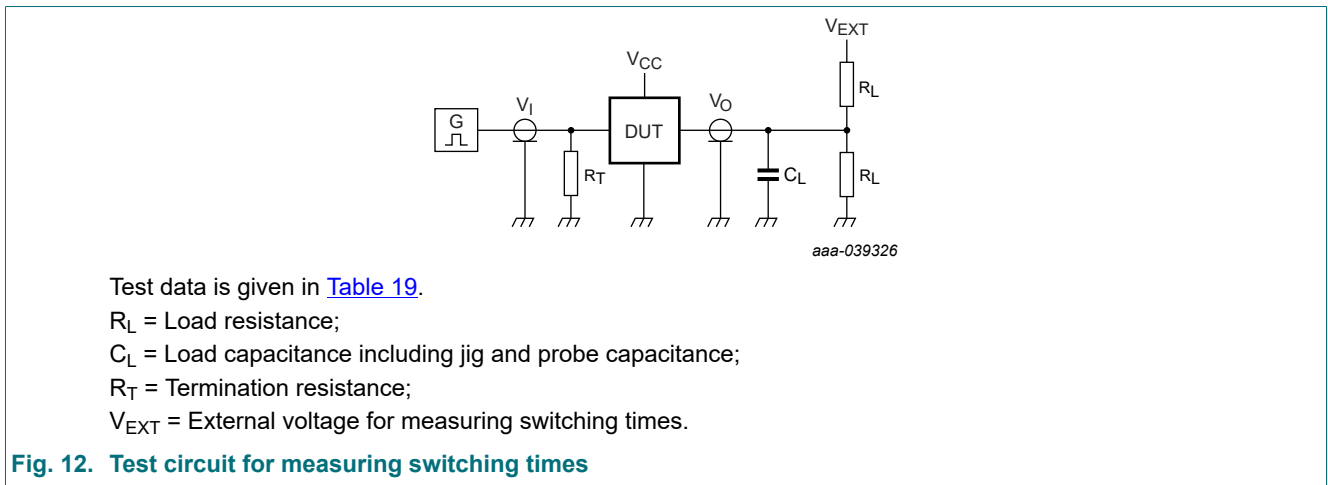 VEXT
VCC
RL
VI
VO
G
DUT
RT
CL
RL
aaa-039326
Test data is given in Table 19.
RL = Load resistance;
CL = Load capacitance including jig and probe capacitance;
RT = Termination resistance;
VEXT = External voltage for measuring switching times.
Fig. 12. Test circuit for measuring switching times